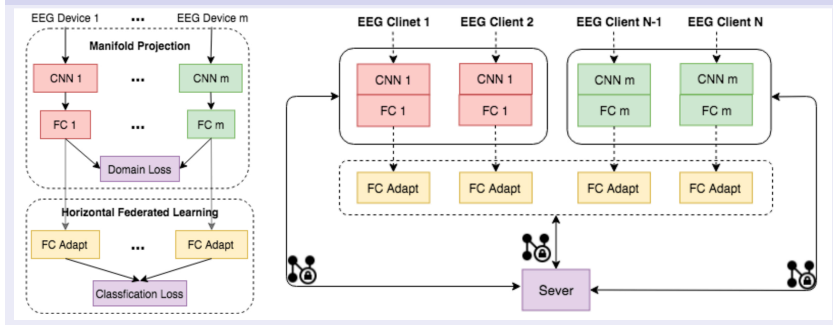 EEG Device 1 ... EEG Device m
Manifold Projection
CNN 1 ... CNN m
FC 1 ... FC m
Domain Loss
Horizontal Federated Learning
FC Adapt ... FC Adapt
Classfication Loss
EEG Clinet 1 EEG Client 2 EEG Client N-1 EEG Client N
CNN 1 CNN 1 CNN m CNN m
FC 1 FC 1 FC m FC m
FC Adapt FC Adapt FC Adapt FC Adapt
Sever